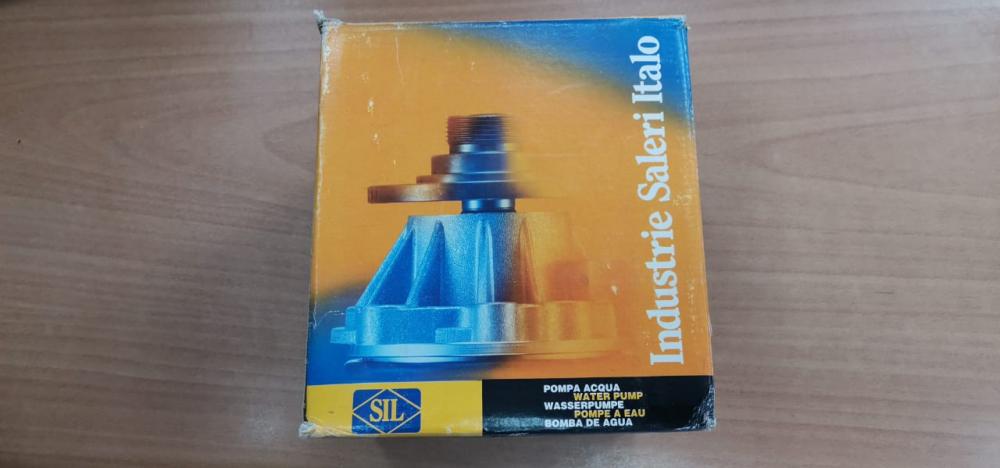 Industrie Saleri Italo
SIL
POMPA ACQUA
WATER PUMP
WASSERPUMPE
POMPE A EAU
BOMBA DE AGUA